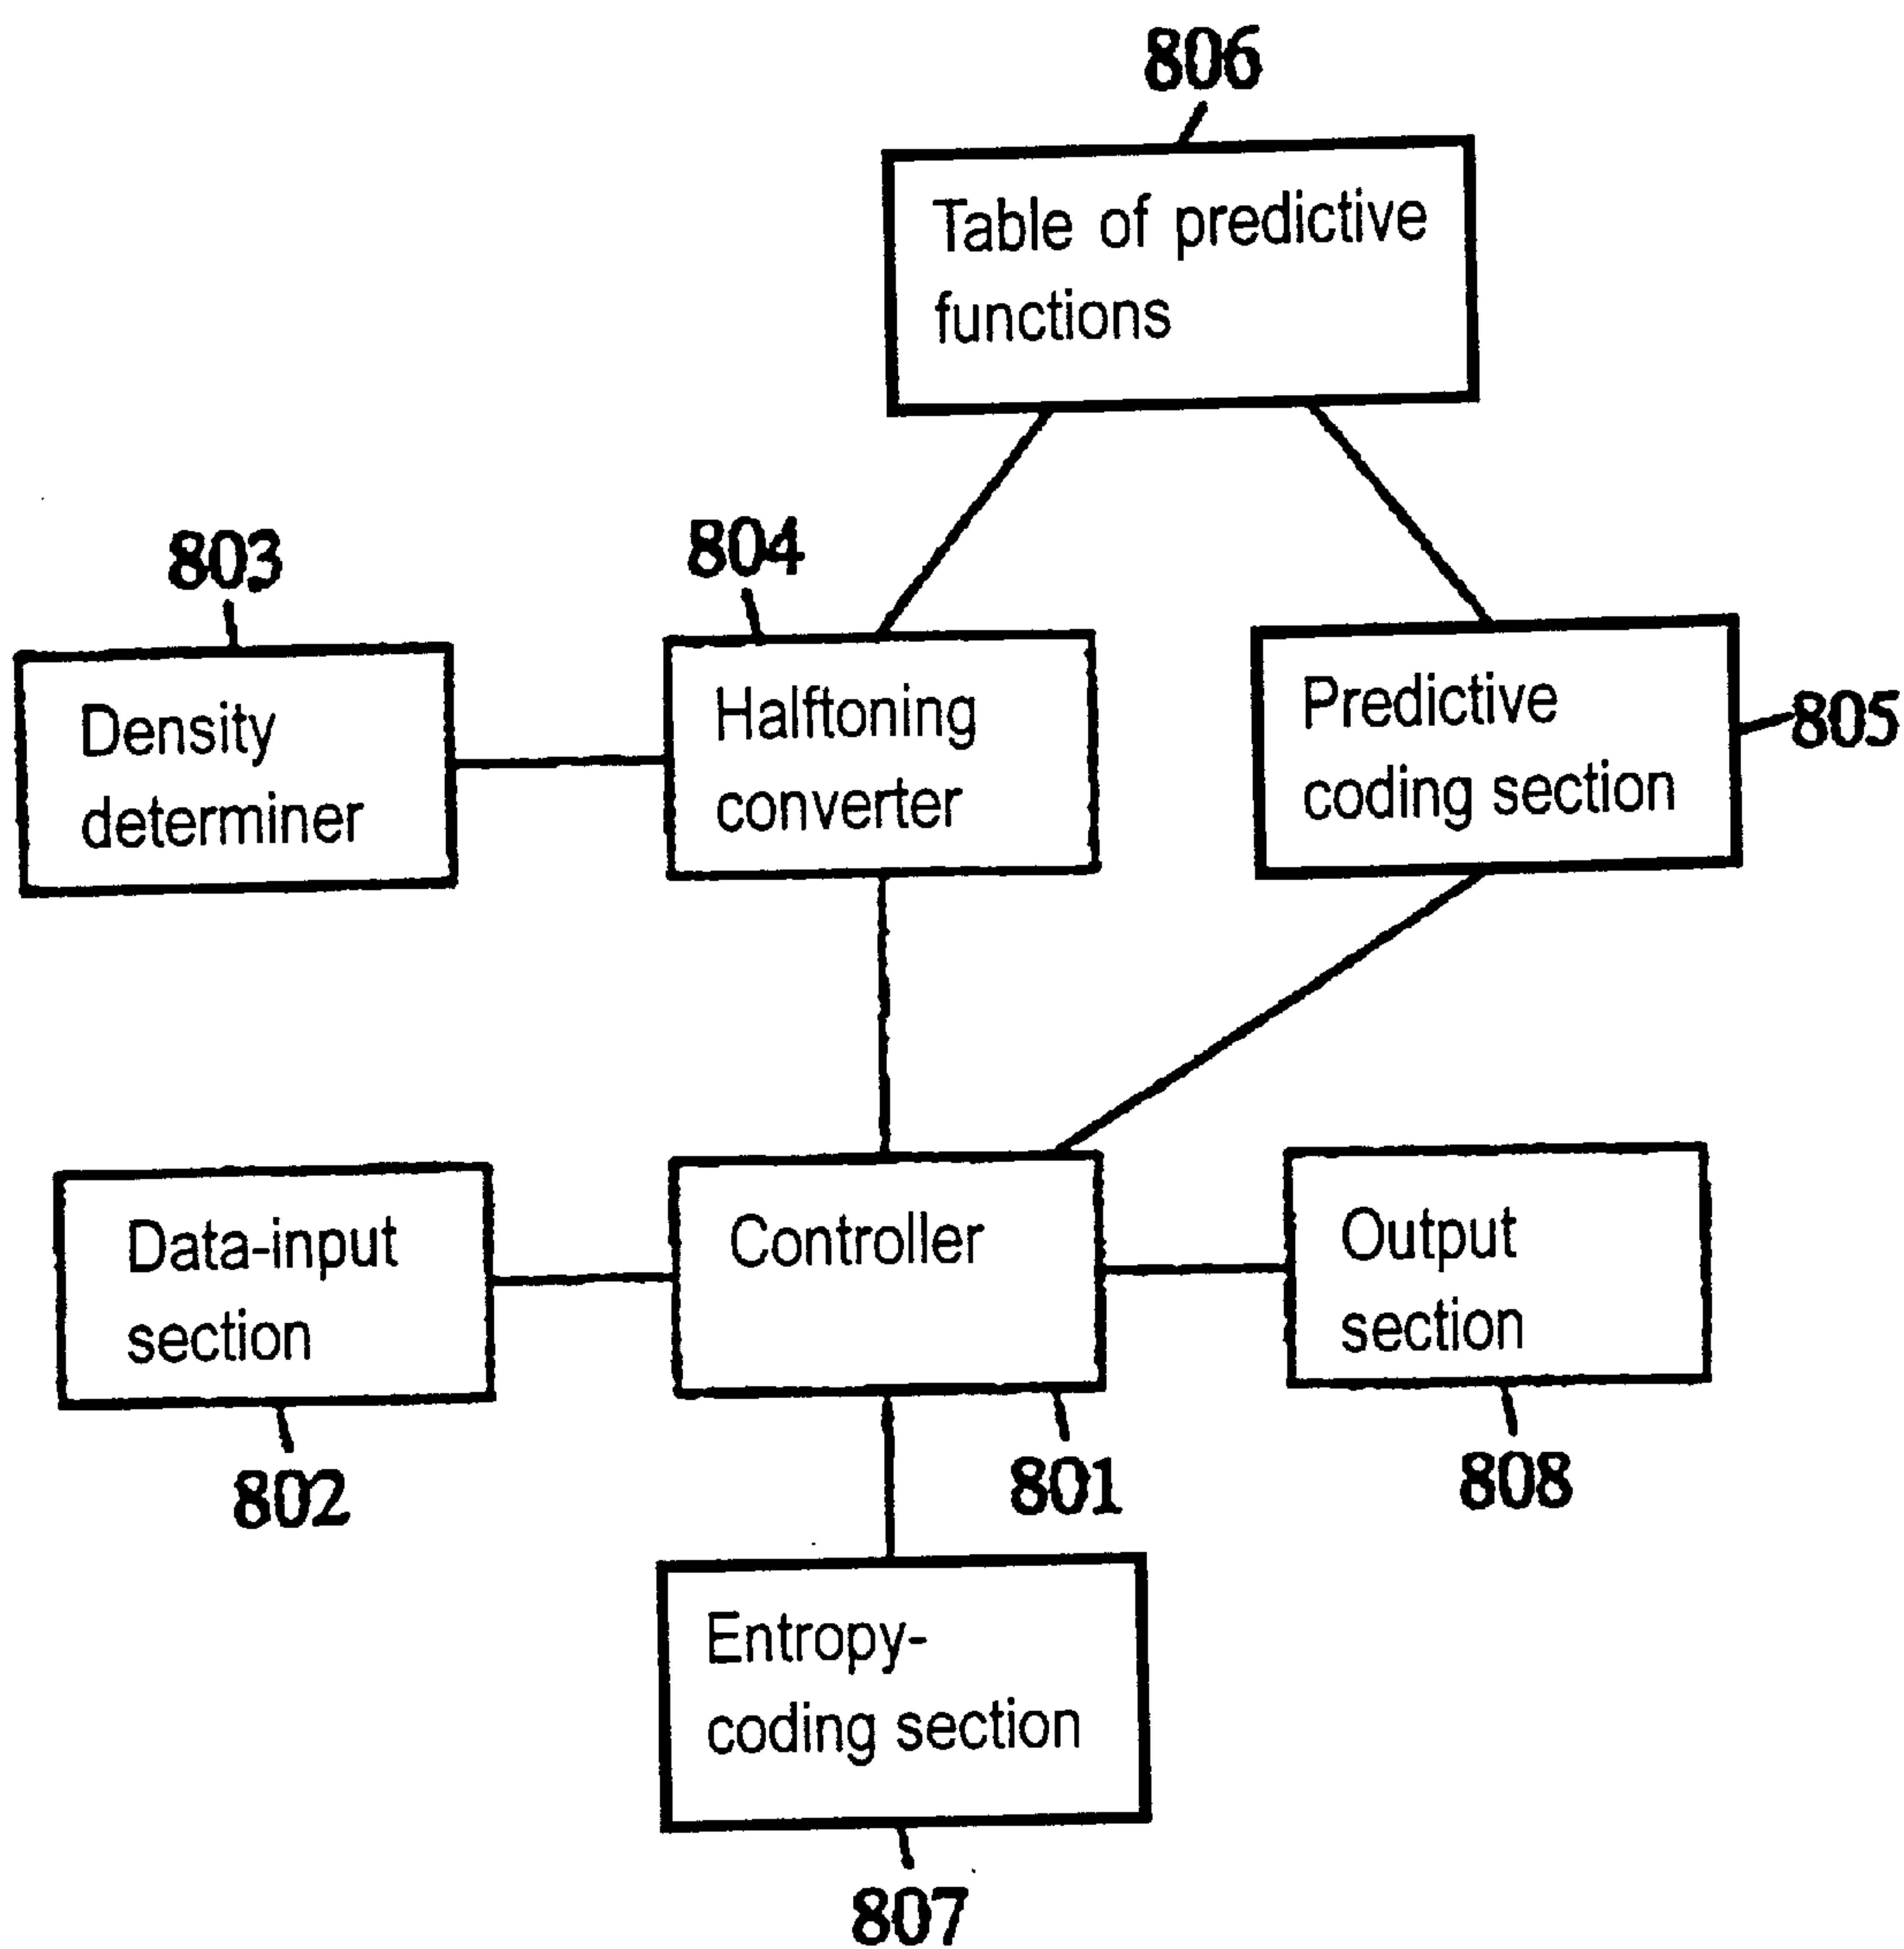 806
Table of predictive
functions
803
Density
determiner
804
Halftoning
converter
Predictive
coding section
805
Data-input
section
802
Controller
801
Output
section
808
Entropy-
coding section
807